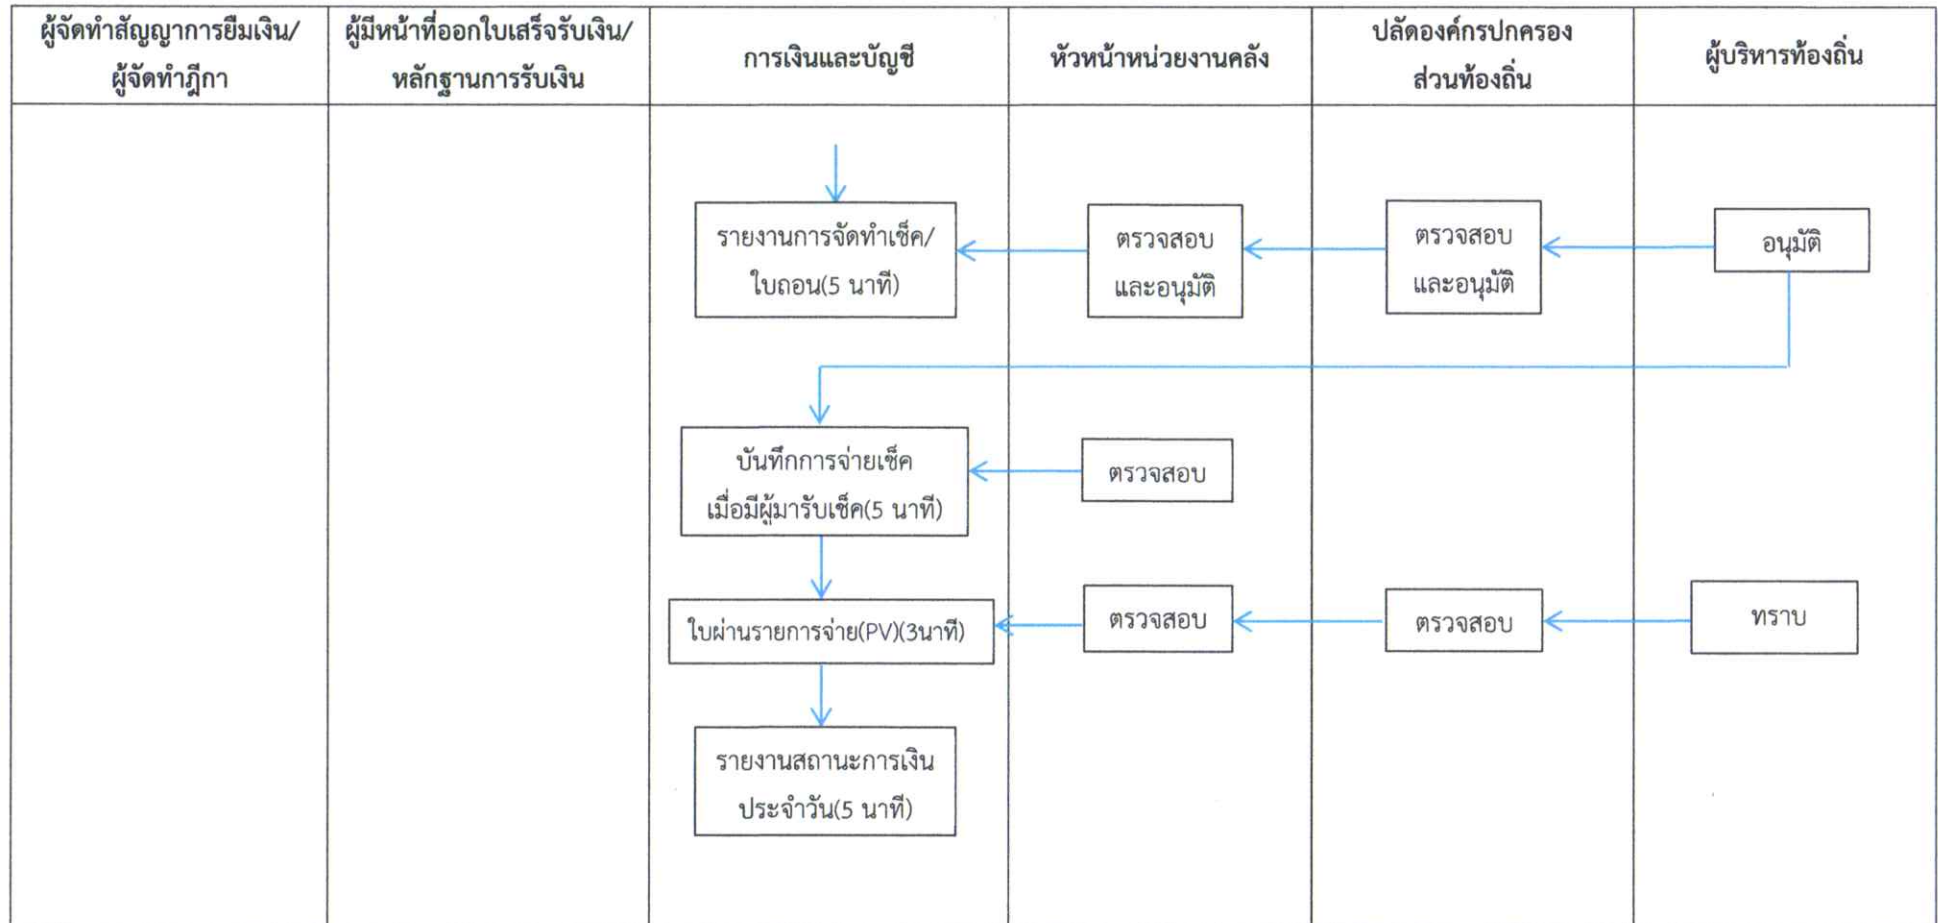 ผู้จัดทำสัญญาการยืมเงิน/
ผู้จัดทำฎีกา
ผู้มีหน้าที่ออกใบเสร็จรับเงิน/
หลักฐานการรับเงิน
การเงินและบัญชี
หัวหน้าหน่วยงานคลัง
ปลัดองค์กรปกครอง
ส่วนท้องถิ่น
ผู้บริหารท้องถิ่น
รายงานการจัดทำเช็ค/
ใบถอน(5 นาที)
ตรวจสอบ
และอนุมัติ
ตรวจสอบ
และอนุมัติ
อนุมัติ
บันทึกการจ่ายเช็ค
เมื่อมีผู้มารับเช็ค(5 นาที)
ตรวจสอบ
ใบผ่านรายการจ่าย(PV)(3นาที)
ตรวจสอบ
ตรวจสอบ
ทราบ
รายงานสถานะการเงิน
ประจำวัน(5 นาที)